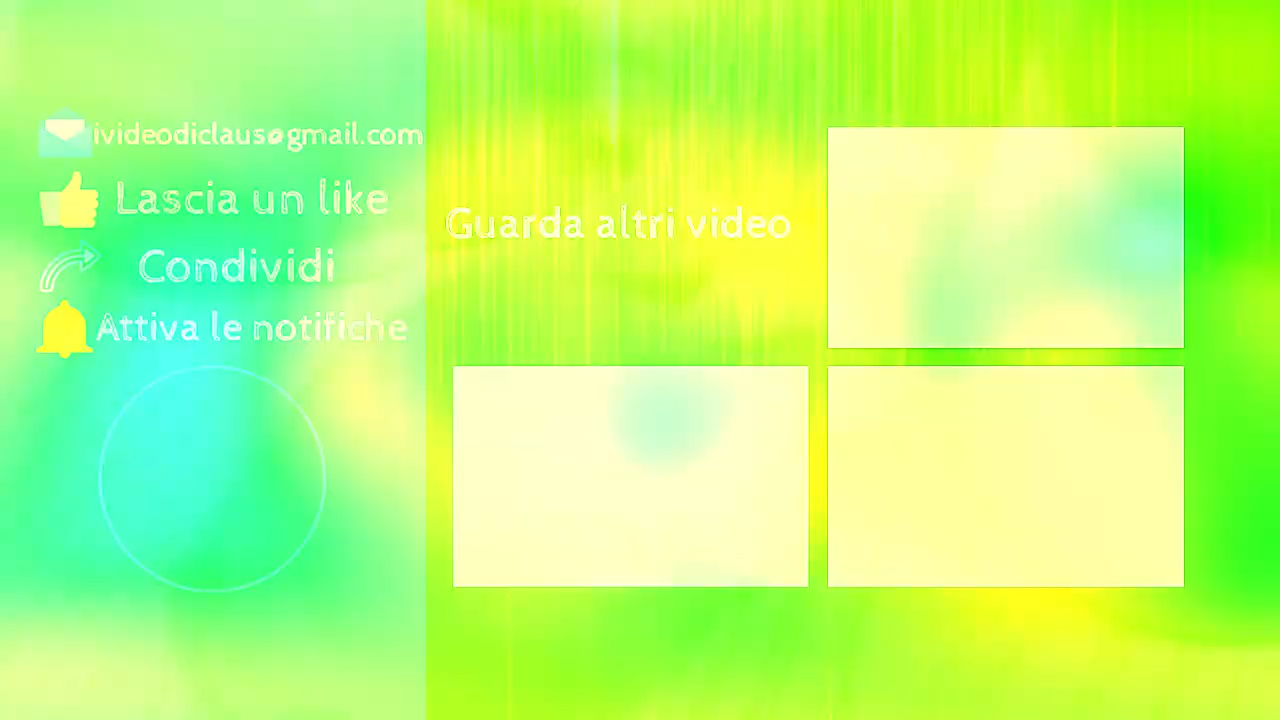 ivideodiclaus@gmail.com
Lascia un like
Condividi
Attiva le notifiche
Guarda altri video